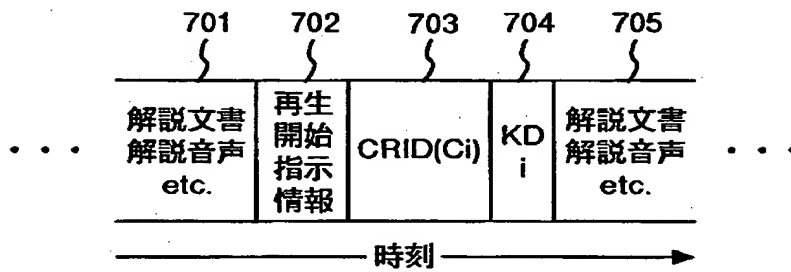 701 702 703 704 705
解説文書
解説音声
etc.
再生
開始
指示
情報
CRID(Ci)
KD
i
解説文書
解説音声
etc.
・・・ ・・・
時刻